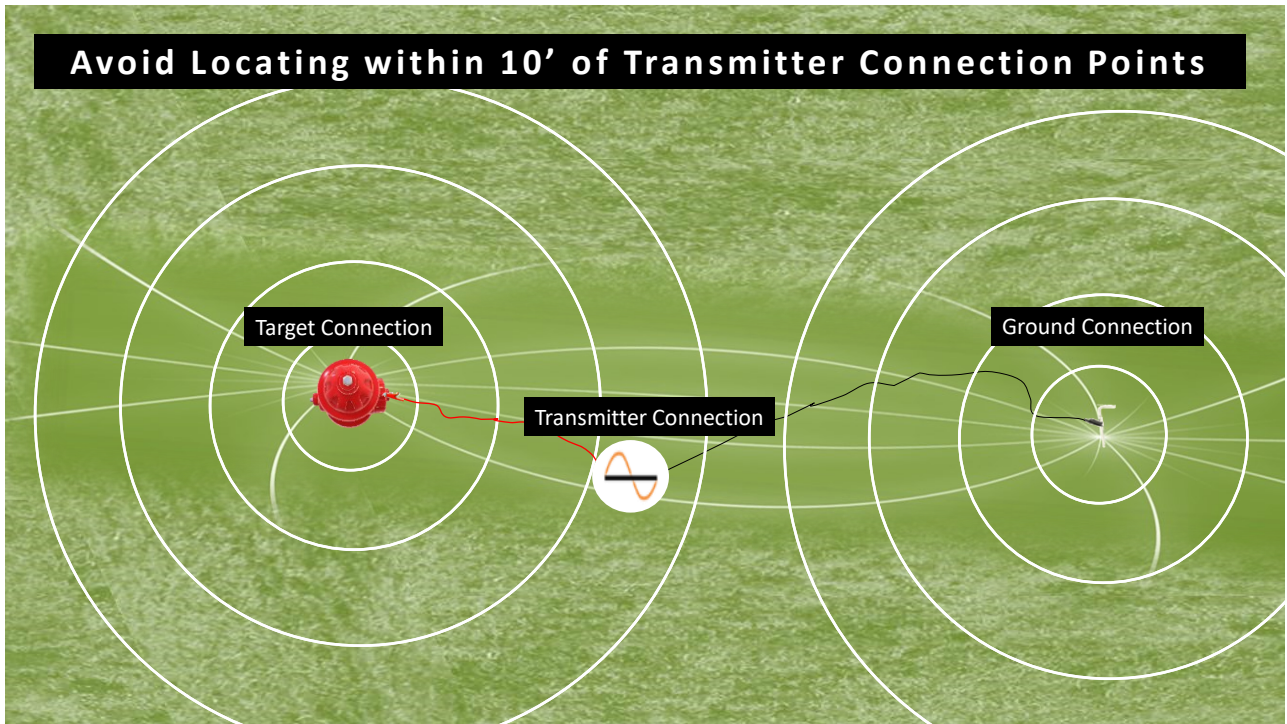 Avoid Locating within 10’ of Transmitter Connection Points
Target Connection
Ground Connection
Transmitter Connection